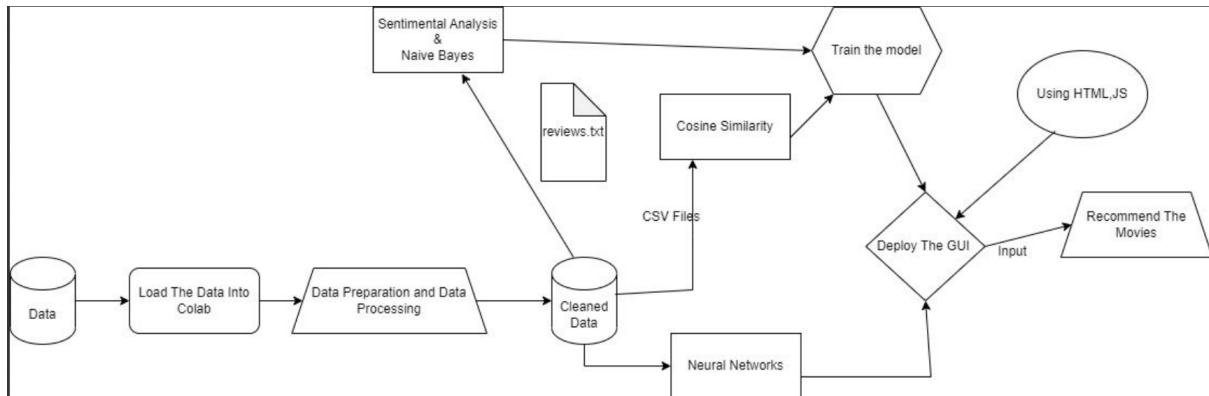 Sentimental Analysis
&
Naive Bayes
Train the model
Using HTML,JS
reviews.txt
Cosine Similarity
CSV Files
Recommend The
Movies
Deploy The GUI
Input
Data
Load The Data Into
Colab
Data Preparation and Data
Processing
Cleaned
Data
Neural Networks